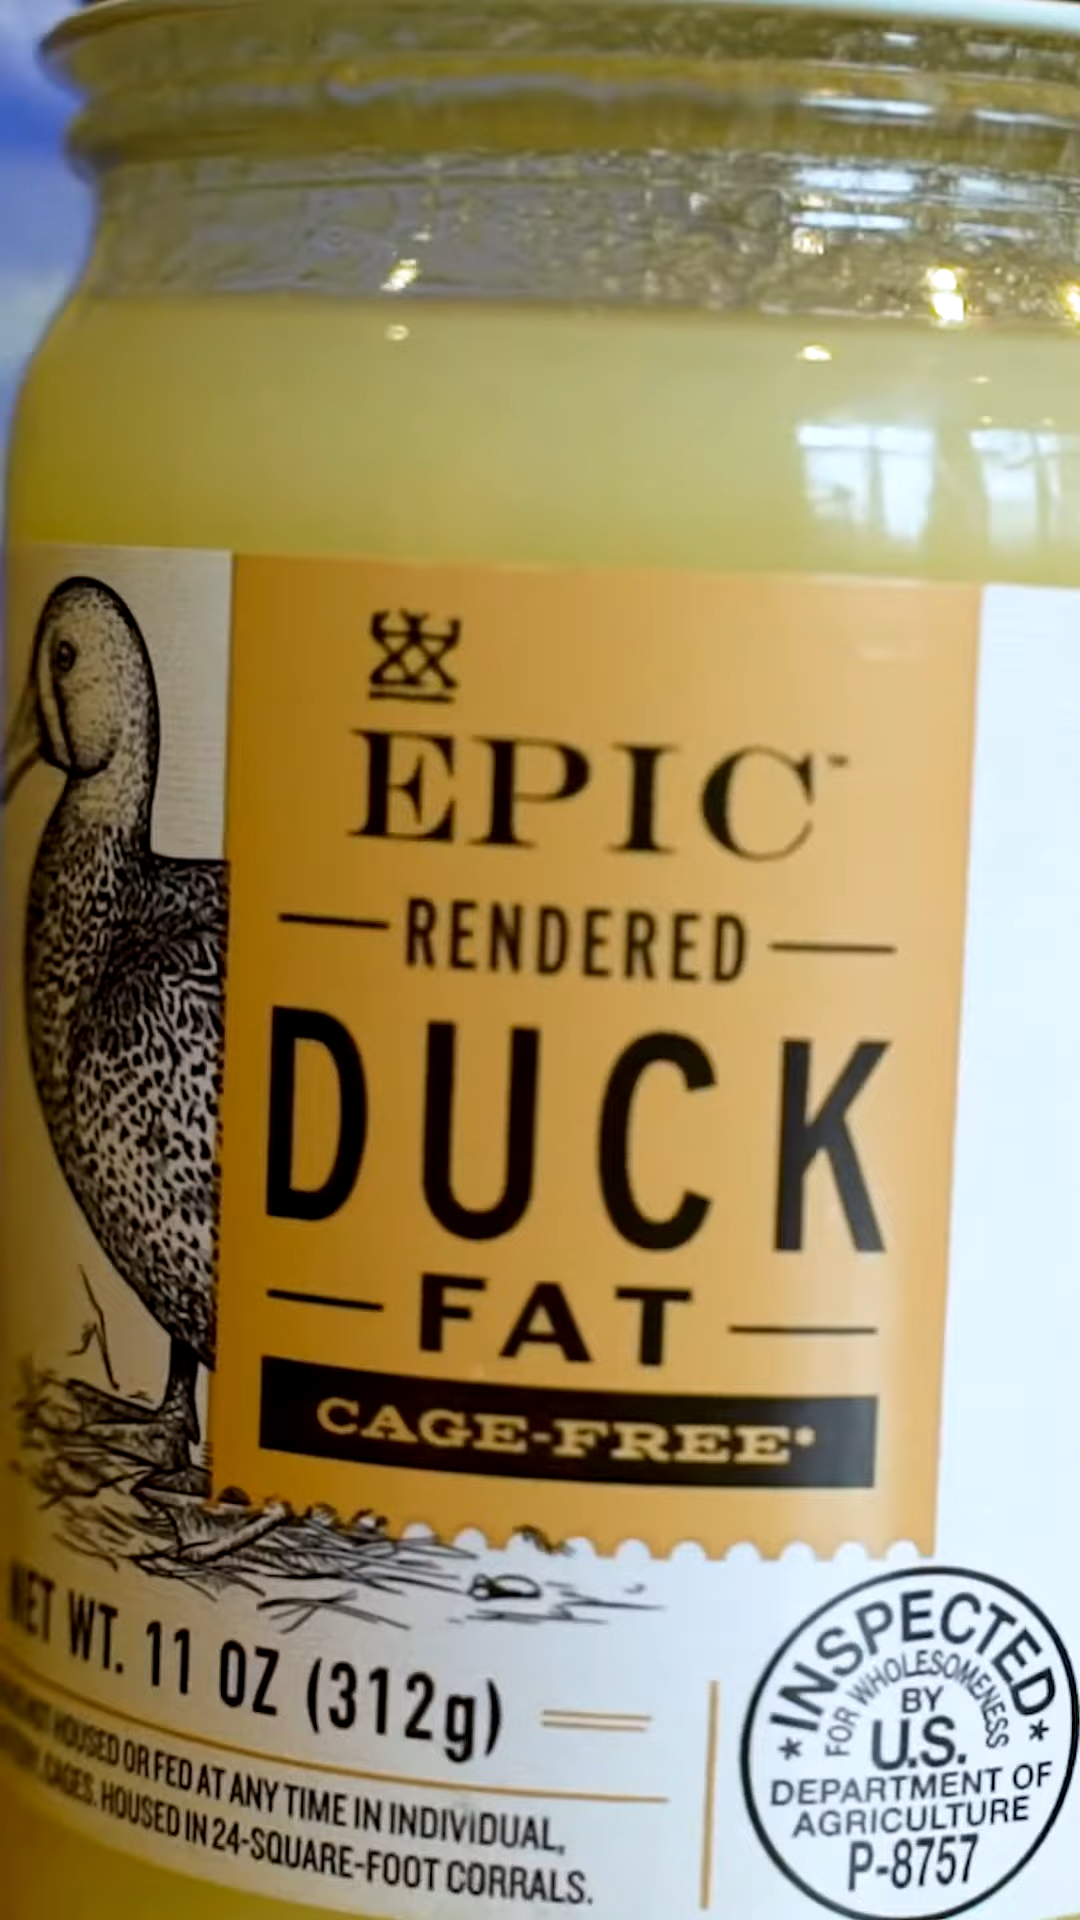 EPIC™
RENDERED
DUCK
FAT
CAGE-FREE*
NET WT. 11 OZ (312g)
HOUSED OR FED AT ANY TIME IN INDIVIDUAL,
CAGES. HOUSED IN 24-SQUARE-FOOT CORRALS.
INSPECTED
FOR WHOLESOMENESS
BY
U.S.
DEPARTMENT OF
AGRICULTURE
P-8757